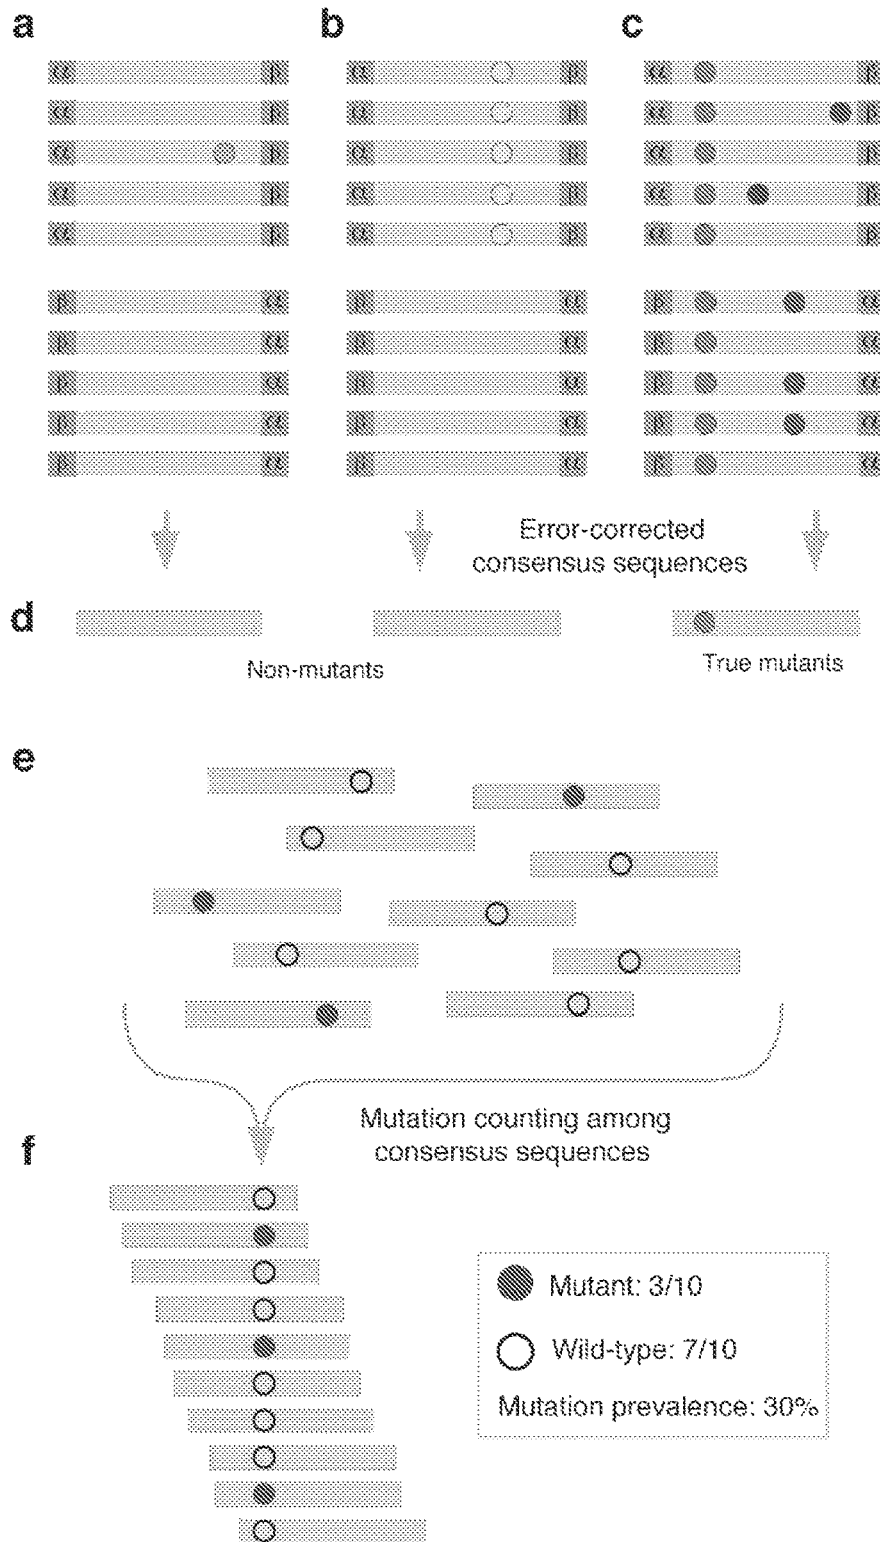 a b c
α β α β α β
α β α β α β
α β α β α β
α β α β α β
α β α β α β
β α β α β α
β α β α β α
β α β α β α
β α β α β α
β α β α β α
Error-corrected
consensus sequences
d
Non-mutants
True mutants
e
Mutation counting among
consensus sequences
f
Mutant: 3/10
Wild-type: 7/10
Mutation prevalence: 30%